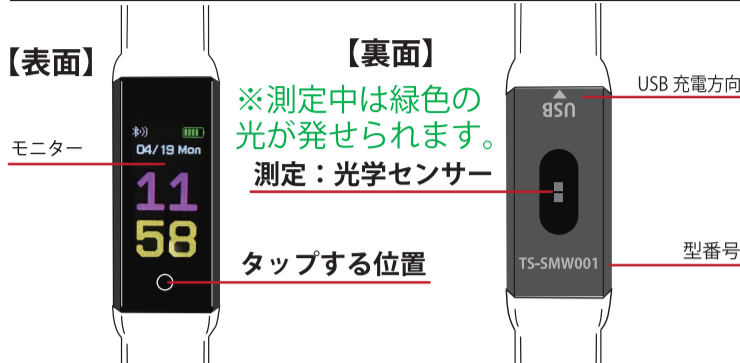 【表面】
モニター
04/19 Mon
11
58
タップする位置
【裏面】
※測定中は緑色の
光が発せられます。
測定：光学センサー
USB 充電方向
USB
型番号
TS-SMW001